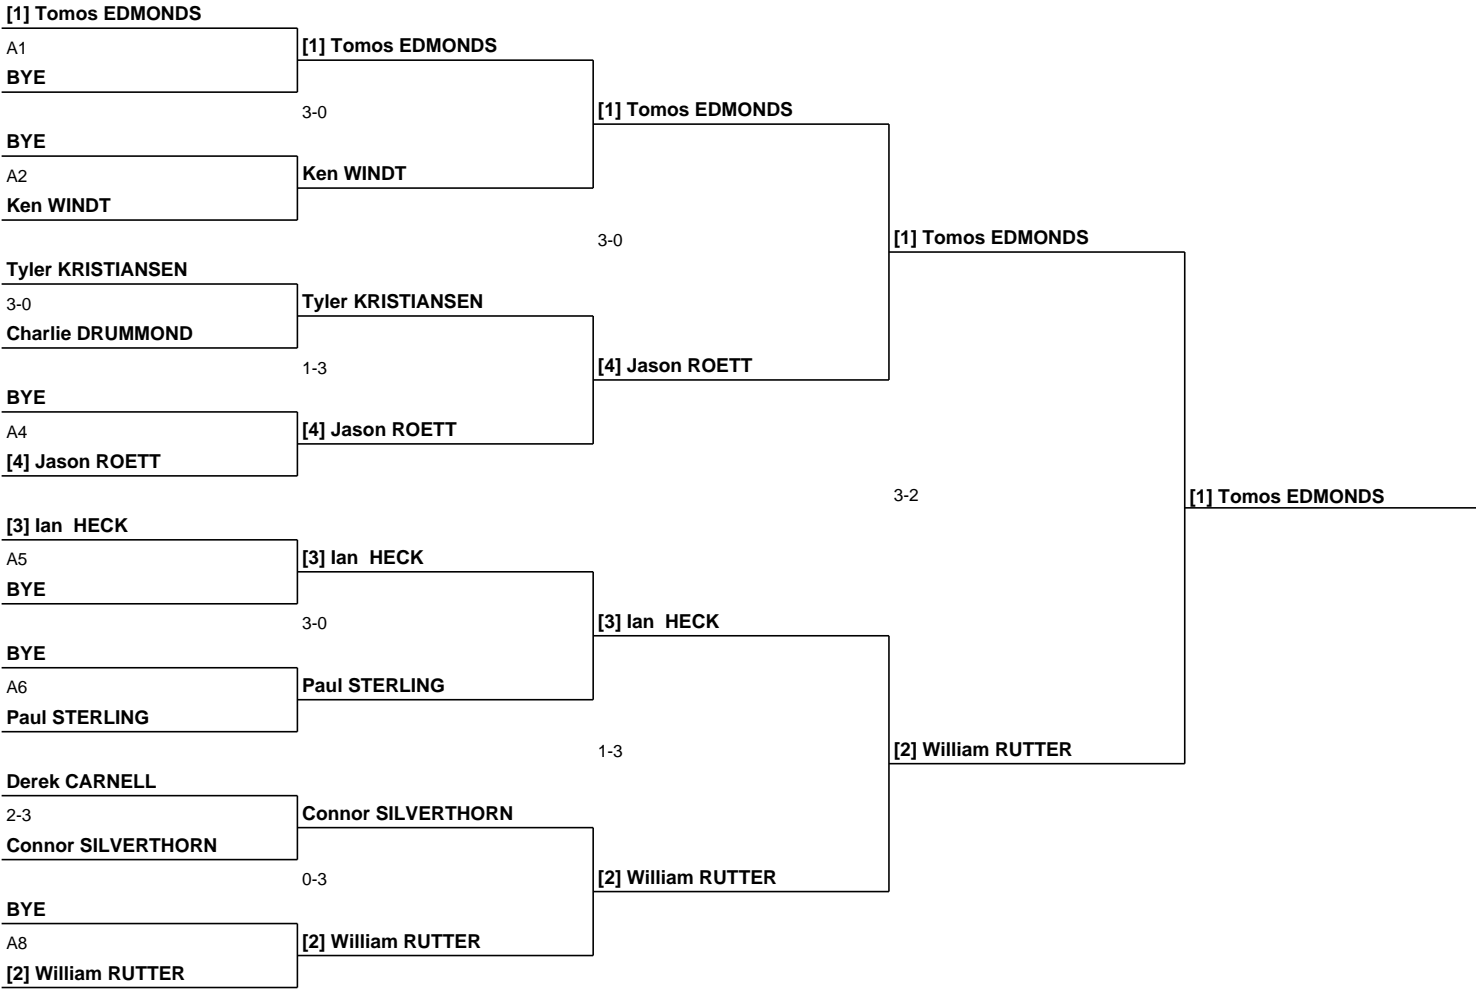 [1] Tomos EDMONDS
A1
BYE
BYE
A2
Ken WINDT
Tyler KRISTIANSEN
3-0
Charlie DRUMMOND
BYE
A4
[4] Jason ROETT
[3] Ian  HECK
A5
BYE
BYE
A6
Paul STERLING
Derek CARNELL
2-3
Connor SILVERTHORN
BYE
A8
[2] William RUTTER
[1] Tomos EDMONDS
3-0
Ken WINDT
Tyler KRISTIANSEN
1-3
[4] Jason ROETT
[3] Ian  HECK
3-0
Paul STERLING
Connor SILVERTHORN
0-3
[2] William RUTTER
[1] Tomos EDMONDS
3-0
[4] Jason ROETT
[3] Ian  HECK
1-3
[2] William RUTTER
[1] Tomos EDMONDS
3-2
[2] William RUTTER
[1] Tomos EDMONDS